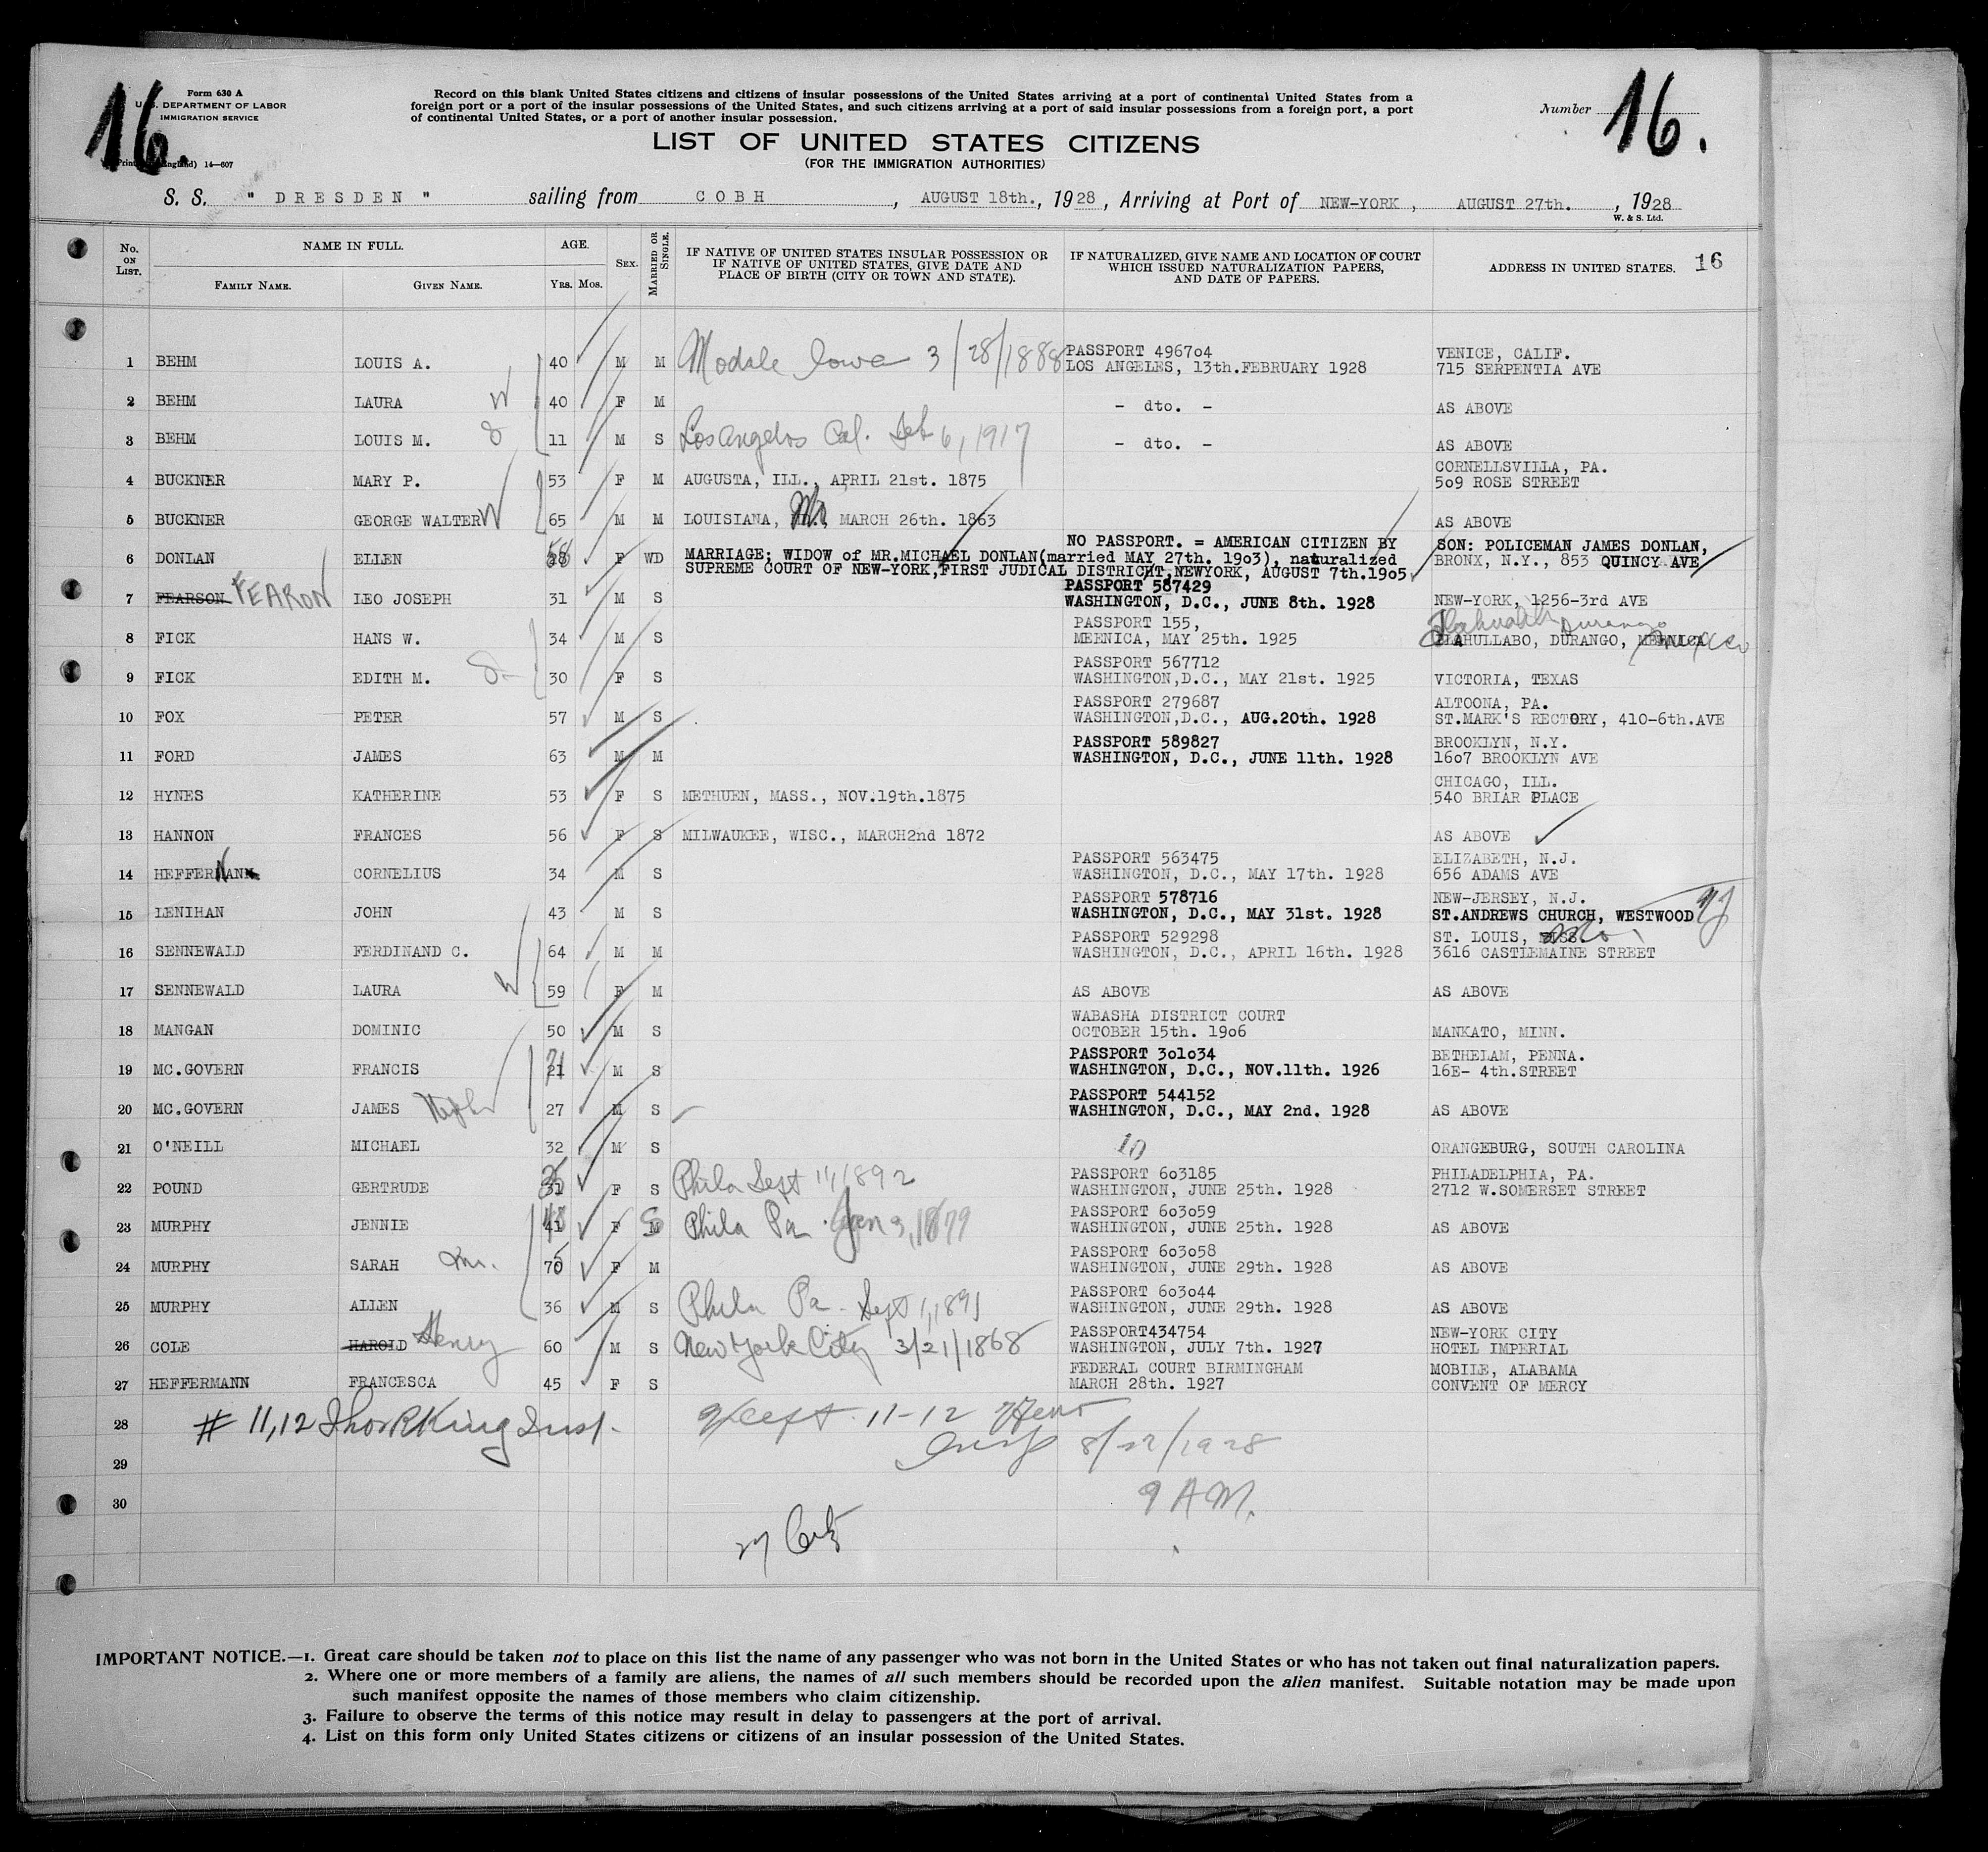 16.
Form 630 A
U.S. DEPARTMENT OF LABOR
IMMIGRATION SERVICE
14—607
Record on this blank United States citizens and citizens of insular possessions of the United States arriving at a port of continental United States from a
foreign port or a port of the insular possessions of the United States, and such citizens arriving at a port of said insular possessions from a foreign port, a port
of continental United States, or a port of another insular possession.
Number 16.
LIST OF UNITED STATES CITIZENS
(FOR THE IMMIGRATION AUTHORITIES)
S. S. " DRESDEN " sailing from COBH , AUGUST 18th., 1928, Arriving at Port of NEW-YORK , AUGUST 27th. , 1928
W. & S. Ltd.
No. ON LIST. NAME IN FULL. FAMILY NAME. GIVEN NAME. AGE. YRS. MOS. SEX. MARRIED OR SINGLE. IF NATIVE OF UNITED STATES INSULAR POSSESSION OR IF NATIVE OF UNITED STATES, GIVE DATE AND PLACE OF BIRTH (CITY OR TOWN AND STATE). IF NATURALIZED, GIVE NAME AND LOCATION OF COURT WHICH ISSUED NATURALIZATION PAPERS, AND DATE OF PAPERS. ADDRESS IN UNITED STATES. 16
1 BEHM LOUIS A. 40 M M Modale Iowa 3/28/1888 PASSPORT 496704 LOS ANGELES, 13th.FEBRUARY 1928 VENICE, CALIF. 715 SERPENTIA AVE
2 BEHM LAURA W 40 F M - dto. - AS ABOVE
3 BEHM LOUIS M. 11 M S Los Angelos Cal. Feb 6, 1917 - dto. - AS ABOVE
4 BUCKNER MARY P. 53 F M AUGUSTA, ILL., APRIL 21st. 1875 CORNELLSVILLA, PA. 509 ROSE STREET
5 BUCKNER GEORGE WALTER W 65 M M LOUISIANA, Mo MARCH 26th. 1863 AS ABOVE
6 DONLAN ELLEN 58 F WD MARRIAGE: WIDOW of MR.MICHAEL DONLAN(married MAY 27th. 1903), naturalized SUPREME COURT OF NEW-YORK,FIRST JUDICAL DISTRICHT,NEWYORK, AUGUST 7th.1905 NO PASSPORT. = AMERICAN CITIZEN BY SON: POLICEMAN JAMES DONLAN, BRONX, N.Y., 853 QUINCY AVE
7 FEARSON FEARON LEO JOSEPH 31 M S PASSPORT 587429 WASHINGTON, D.C., JUNE 8th. 1928 NEW-YORK, 1256-3rd AVE
8 FICK HANS W. 34 M S PASSPORT 155, MEENICA, MAY 25th. 1925 TLAHULLABO, DURANGO, Durango Mexico
9 FICK EDITH M. 30 F S PASSPORT 567712 WASHINGTON,D.C., MAY 21st. 1925 VICTORIA, TEXAS
10 FOX PETER 57 M S PASSPORT 279687 WASHINGTON,D.C., AUG.20th. 1928 ALTOONA, PA. ST.MARK'S RECTORY, 410-6th.AVE
11 FORD JAMES 63 M M PASSPORT 589827 WASHINGTON, D.C., JUNE 11th. 1928 BROOKLYN, N.Y. 1607 BROOKLYN AVE
12 HYNES KATHERINE 53 F S METHUEN, MASS., NOV.19th.1875 CHICAGO, ILL. 540 BRIAR PLACE
13 HANNON FRANCES 56 F S MILWAUKEE, WISC., MARCH2nd 1872 AS ABOVE
14 HEFFERNAN CORNELIUS 34 M S PASSPORT 563475 WASHINGTON, D.C., MAY 17th. 1928 ELIZABETH, N.J. 656 ADAMS AVE
15 LENIHAN JOHN 43 M S PASSPORT 578716 WASHINGTON, D.C., MAY 31st. 1928 NEW-JERSEY, N.J. ST.ANDREWS CHURCH, WESTWOOD NJ
16 SENNEWALD FERDINAND C. 64 M M PASSPORT 529298 WASHINGTON, D.C., APRIL 16th. 1928 ST. LOUIS, Mo. 3616 CASTLEMAINE STREET
17 SENNEWALD LAURA W 59 F M AS ABOVE AS ABOVE
18 MANGAN DOMINIC 50 M S WABASHA DISTRICT COURT OCTOBER 15th. 1906 MANKATO, MINN.
19 MC.GOVERN FRANCIS 21 M S PASSPORT 301034 WASHINGTON, D.C., NOV.11th. 1926 BETHELAM, PENNA. 16E- 4th.STREET
20 MC.GOVERN JAMES Neph 27 M S PASSPORT 544152 WASHINGTON, D.C., MAY 2nd. 1928 AS ABOVE
21 O'NEILL MICHAEL 32 M S 10 ORANGEBURG, SOUTH CAROLINA
22 POUND GERTRUDE 31 F S Phila Sept 11, 1892 PASSPORT 603185 WASHINGTON, JUNE 25th. 1928 PHILADELPHIA, PA. 2712 W.SOMERSET STREET
23 MURPHY JENNIE 41 F M S Phila Pa. Jan 3, 1879 PASSPORT 603059 WASHINGTON, JUNE 25th. 1928 AS ABOVE
24 MURPHY SARAH 70 F M PASSPORT 603058 WASHINGTON, JUNE 29th. 1928 AS ABOVE
25 MURPHY ALLEN 36 M S Phila Pa. Sept 1, 1891 PASSPORT 603044 WASHINGTON, JUNE 29th. 1928 AS ABOVE
26 COLE HAROLD Henry 60 M S New York City 3/21/1868 PASSPORT434754 WASHINGTON, JULY 7th. 1927 NEW-YORK CITY HOTEL IMPERIAL
27 HEFFERMANN FRANCESCA 45 F S FEDERAL COURT BIRMINGHAM MARCH 28th. 1927 MOBILE, ALABAMA CONVENT OF MERCY
28 # 11,12 King Insp. Except 11-12
29 Insp 8/27/1928
30 9 AM.
27
IMPORTANT NOTICE.—1. Great care should be taken not to place on this list the name of any passenger who was not born in the United States or who has not taken out final naturalization papers.
2. Where one or more members of a family are aliens, the names of all such members should be recorded upon the alien manifest. Suitable notation may be made upon
such manifest opposite the names of those members who claim citizenship.
3. Failure to observe the terms of this notice may result in delay to passengers at the port of arrival.
4. List on this form only United States citizens or citizens of an insular possession of the United States.